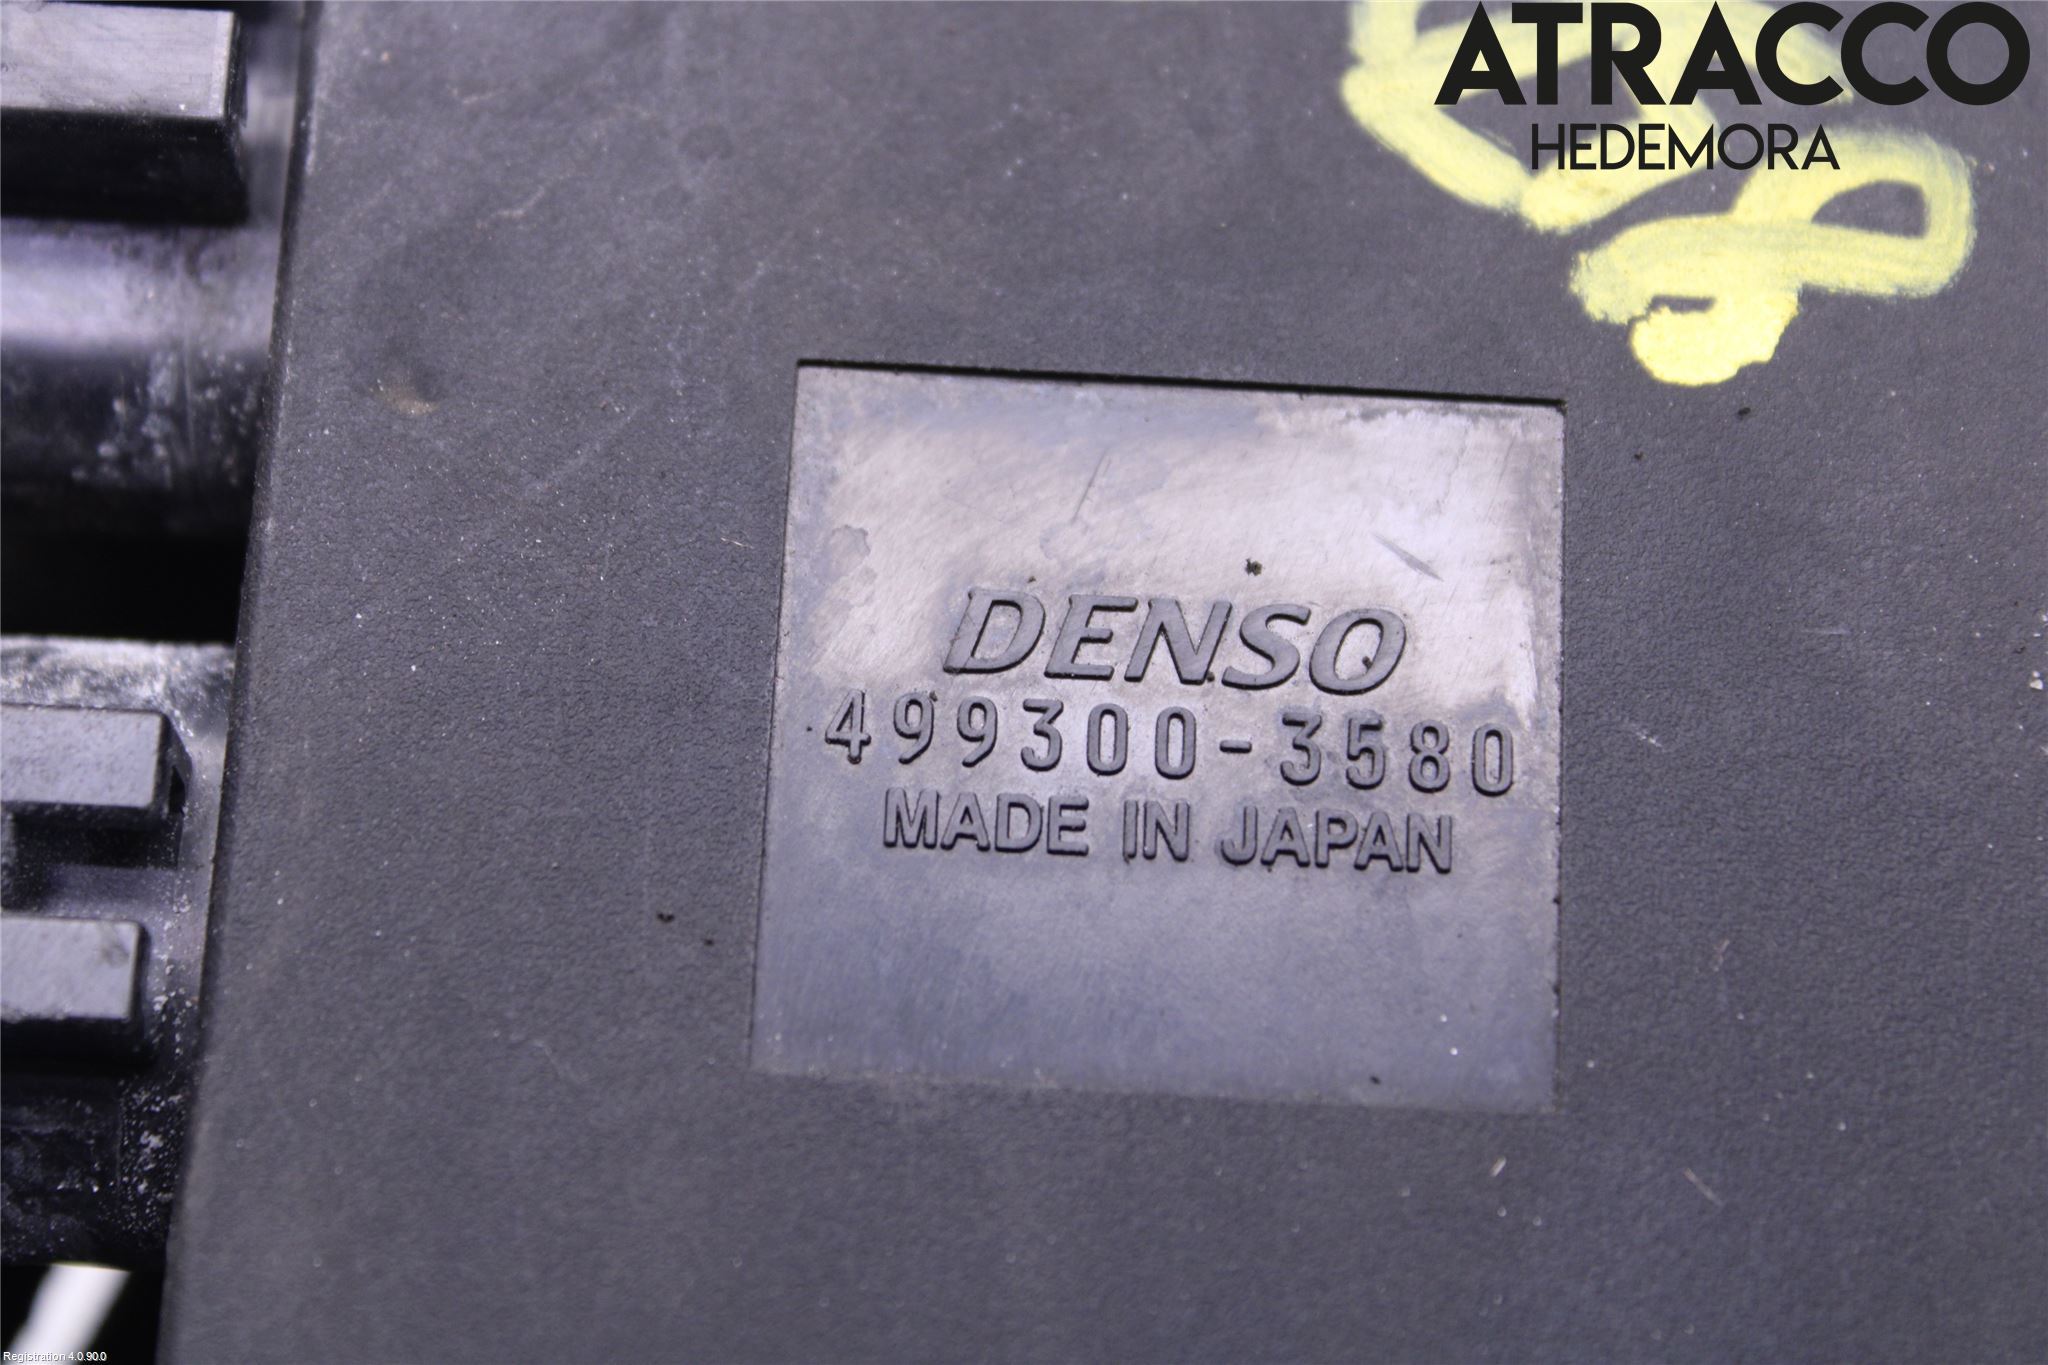 ATRACCO
HEDEMORA
DENSO
499300-3580
MADE IN JAPAN
Registration 4.0.90.0